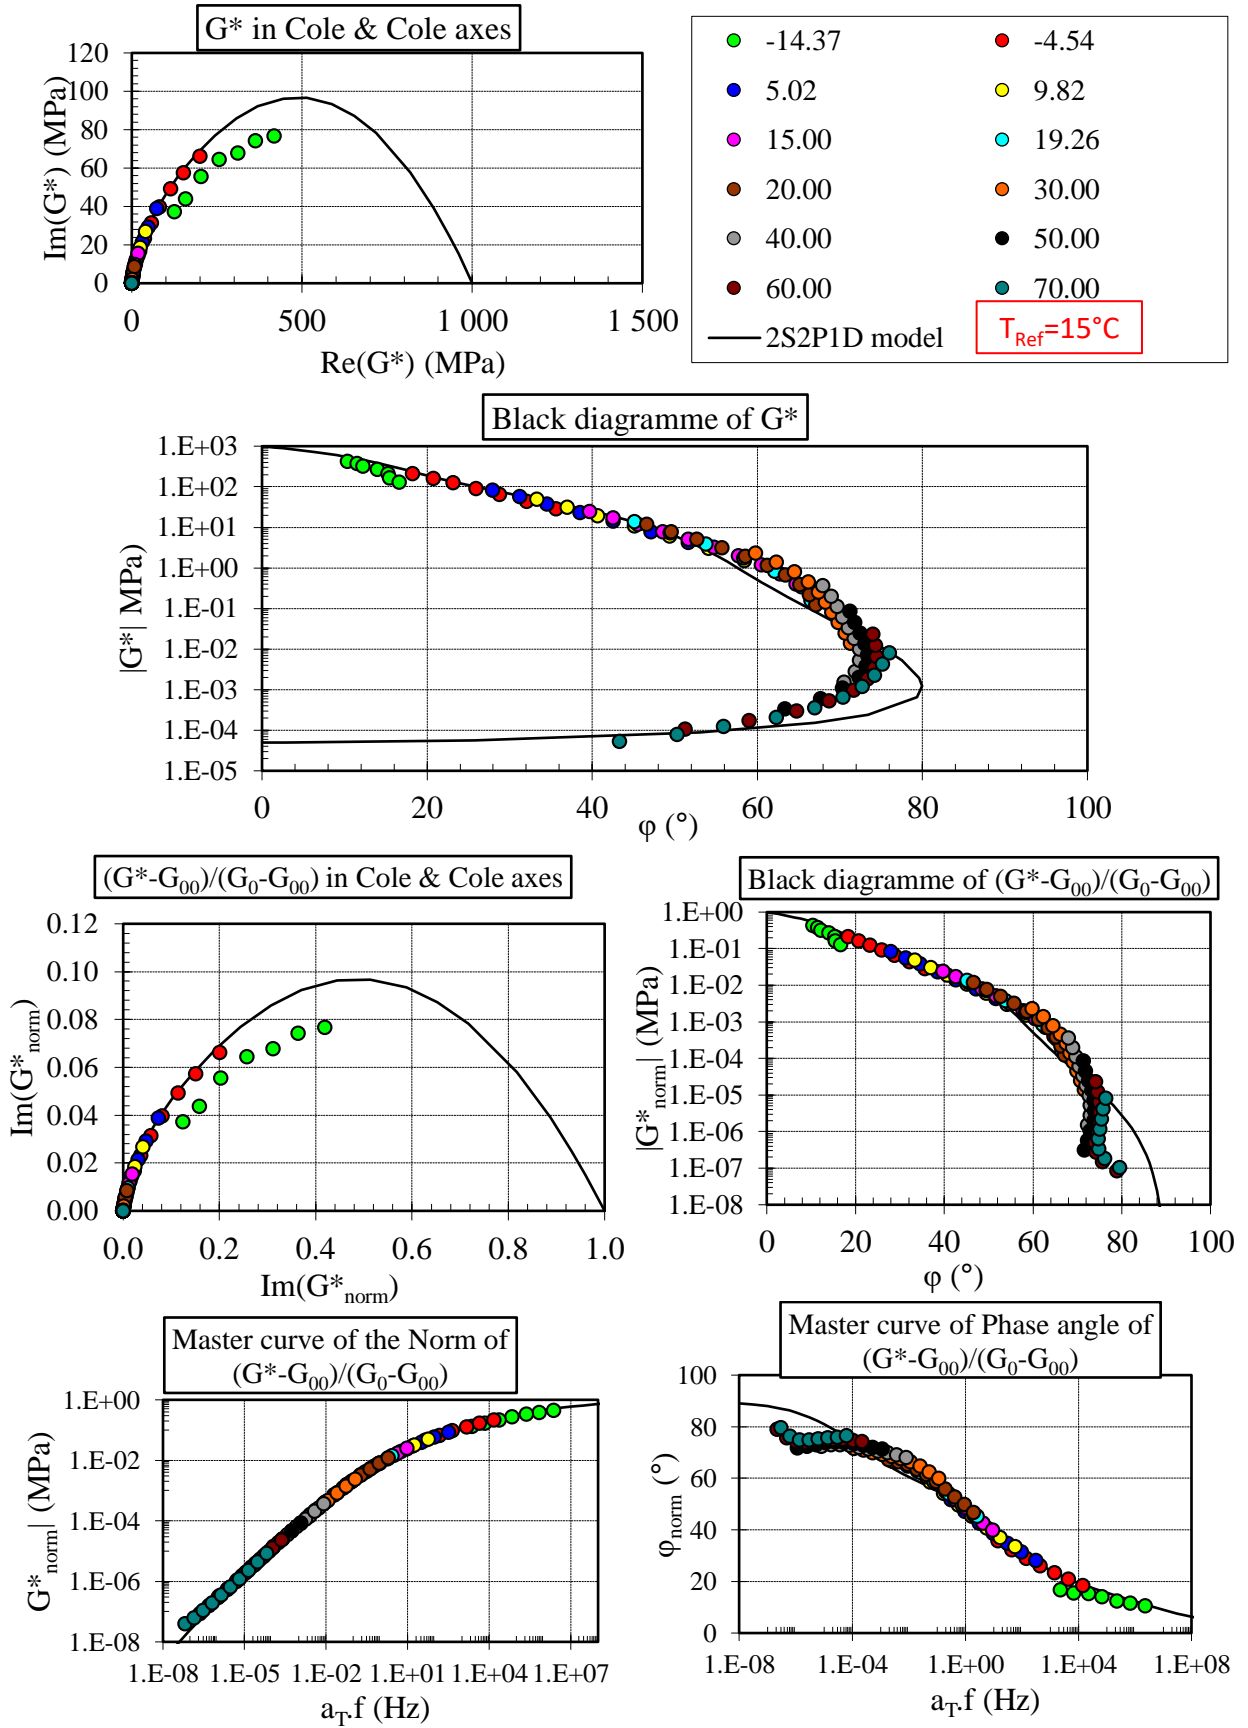 G* in Cole & Cole axes
120
100
80
60
40
20
0
Im(G*) (MPa)
0 500 1 000 1 500
Re(G*) (MPa)
-14.37 -4.54
5.02 9.82
15.00 19.26
20.00 30.00
40.00 50.00
60.00 70.00
2S2P1D model
T_Ref=15°C
Black diagramme of G*
1.E+03
1.E+02
1.E+01
1.E+00
1.E-01
1.E-02
1.E-03
1.E-04
1.E-05
|G*| MPa
0 20 40 60 80 100
φ (°)
(G*-G00)/(G0-G00) in Cole & Cole axes
0.12
0.10
0.08
0.06
0.04
0.02
0.00
Im(G*norm)
0.0 0.2 0.4 0.6 0.8 1.0
Im(G*norm)
Black diagramme of (G*-G00)/(G0-G00)
1.E+00
1.E-01
1.E-02
1.E-03
1.E-04
1.E-05
1.E-06
1.E-07
1.E-08
|G*norm| (MPa)
0 20 40 60 80 100
φ (°)
Master curve of the Norm of
(G*-G00)/(G0-G00)
1.E+00
1.E-02
1.E-04
1.E-06
1.E-08
G*norm| (MPa)
1.E-08 1.E-05 1.E-02 1.E+01 1.E+04 1.E+07
aT.f (Hz)
Master curve of Phase angle of
(G*-G00)/(G0-G00)
100
80
60
40
20
0
φnorm (°)
1.E-08 1.E-04 1.E+00 1.E+04 1.E+08
aT.f (Hz)